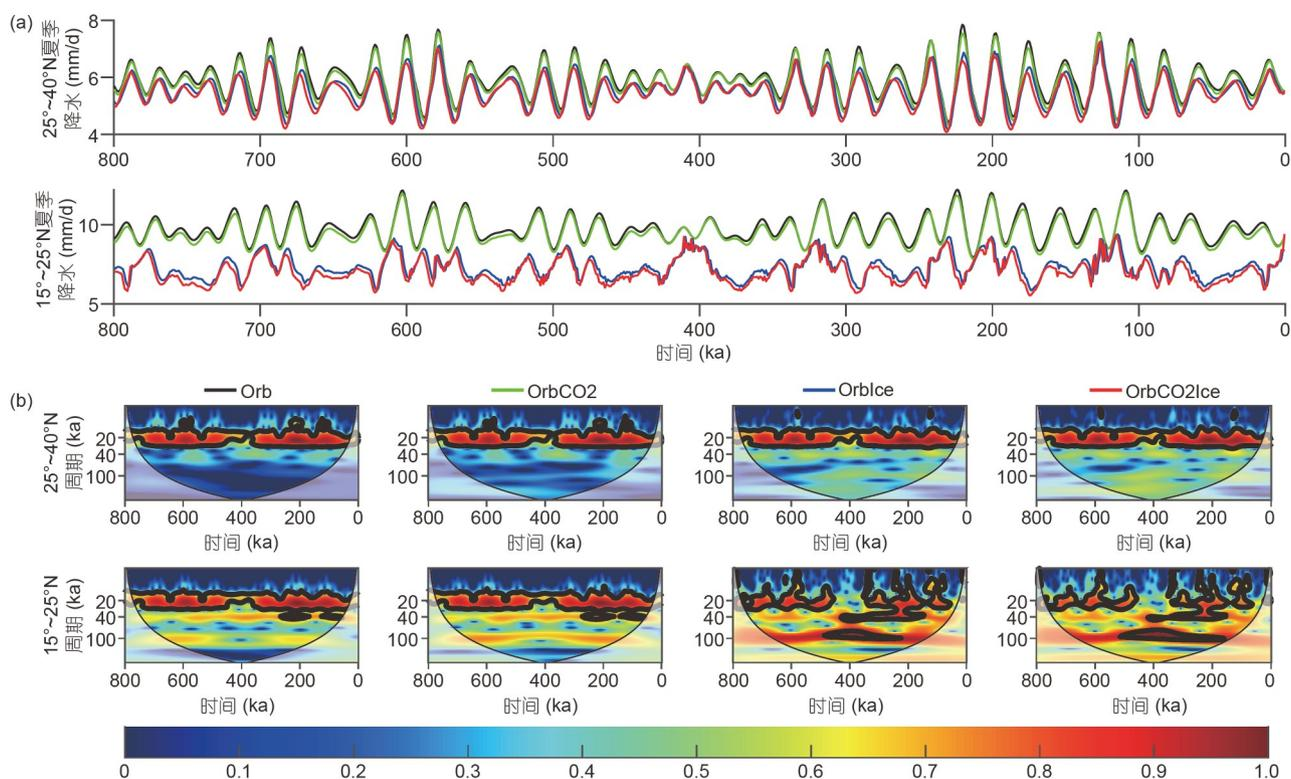 (a)
25°~40°N夏季
降水 (mm/d)
8
6
4
800 700 600 500 400 300 200 100 0
15°~25°N夏季
降水 (mm/d)
10
5
800 700 600 500 400 300 200 100 0
时间 (ka)
(b)
Orb OrbCO2 OrbIce OrbCO2Ice
25°~40°N
周期 (ka)
20 20 20 20
40 40 40 40
100 100 100 100
800 600 400 200 0 800 600 400 200 0 800 600 400 200 0 800 600 400 200 0
时间 (ka) 时间 (ka) 时间 (ka) 时间 (ka)
15°~25°N
周期 (ka)
20 20 20 20
40 40 40 40
100 100 100 100
800 600 400 200 0 800 600 400 200 0 800 600 400 200 0 800 600 400 200 0
时间 (ka) 时间 (ka) 时间 (ka) 时间 (ka)
0 0.1 0.2 0.3 0.4 0.5 0.6 0.7 0.8 0.9 1.0